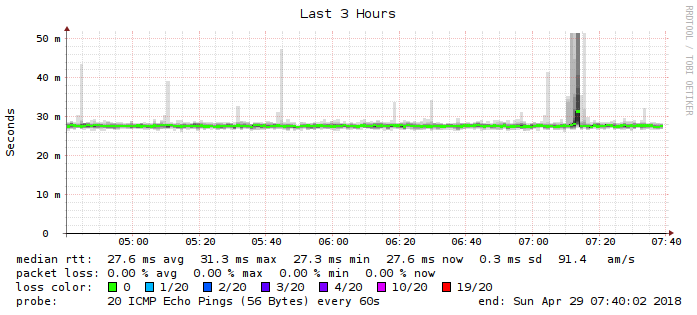 Last 3 Hours
RRDTOOL / TOBI OETIKER
Seconds
50 m
40 m
30 m
20 m
10 m
0
05:00 05:20 05:40 06:00 06:20 06:40 07:00 07:20 07:40
median rtt: 27.6 ms avg 31.3 ms max 27.3 ms min 27.6 ms now 0.3 ms sd 91.4 am/s
packet loss: 0.00 % avg 0.00 % max 0.00 % min 0.00 % now
loss color: 0 1/20 2/20 3/20 4/20 10/20 19/20
probe: 20 ICMP Echo Pings (56 Bytes) every 60s end: Sun Apr 29 07:40:02 2018